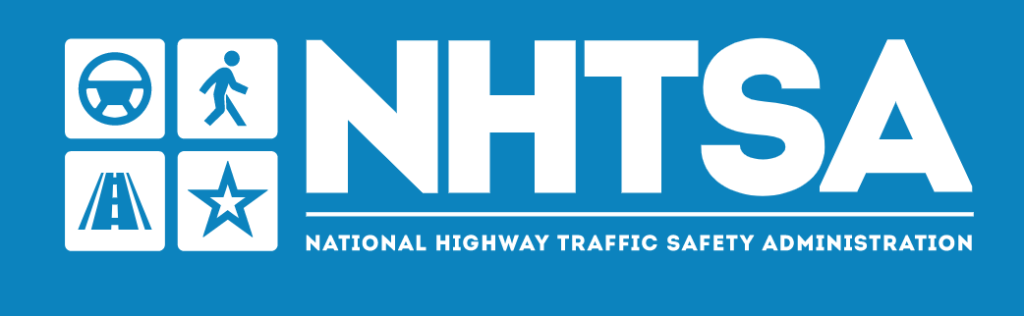 NHTSA
NATIONAL HIGHWAY TRAFFIC SAFETY ADMINISTRATION